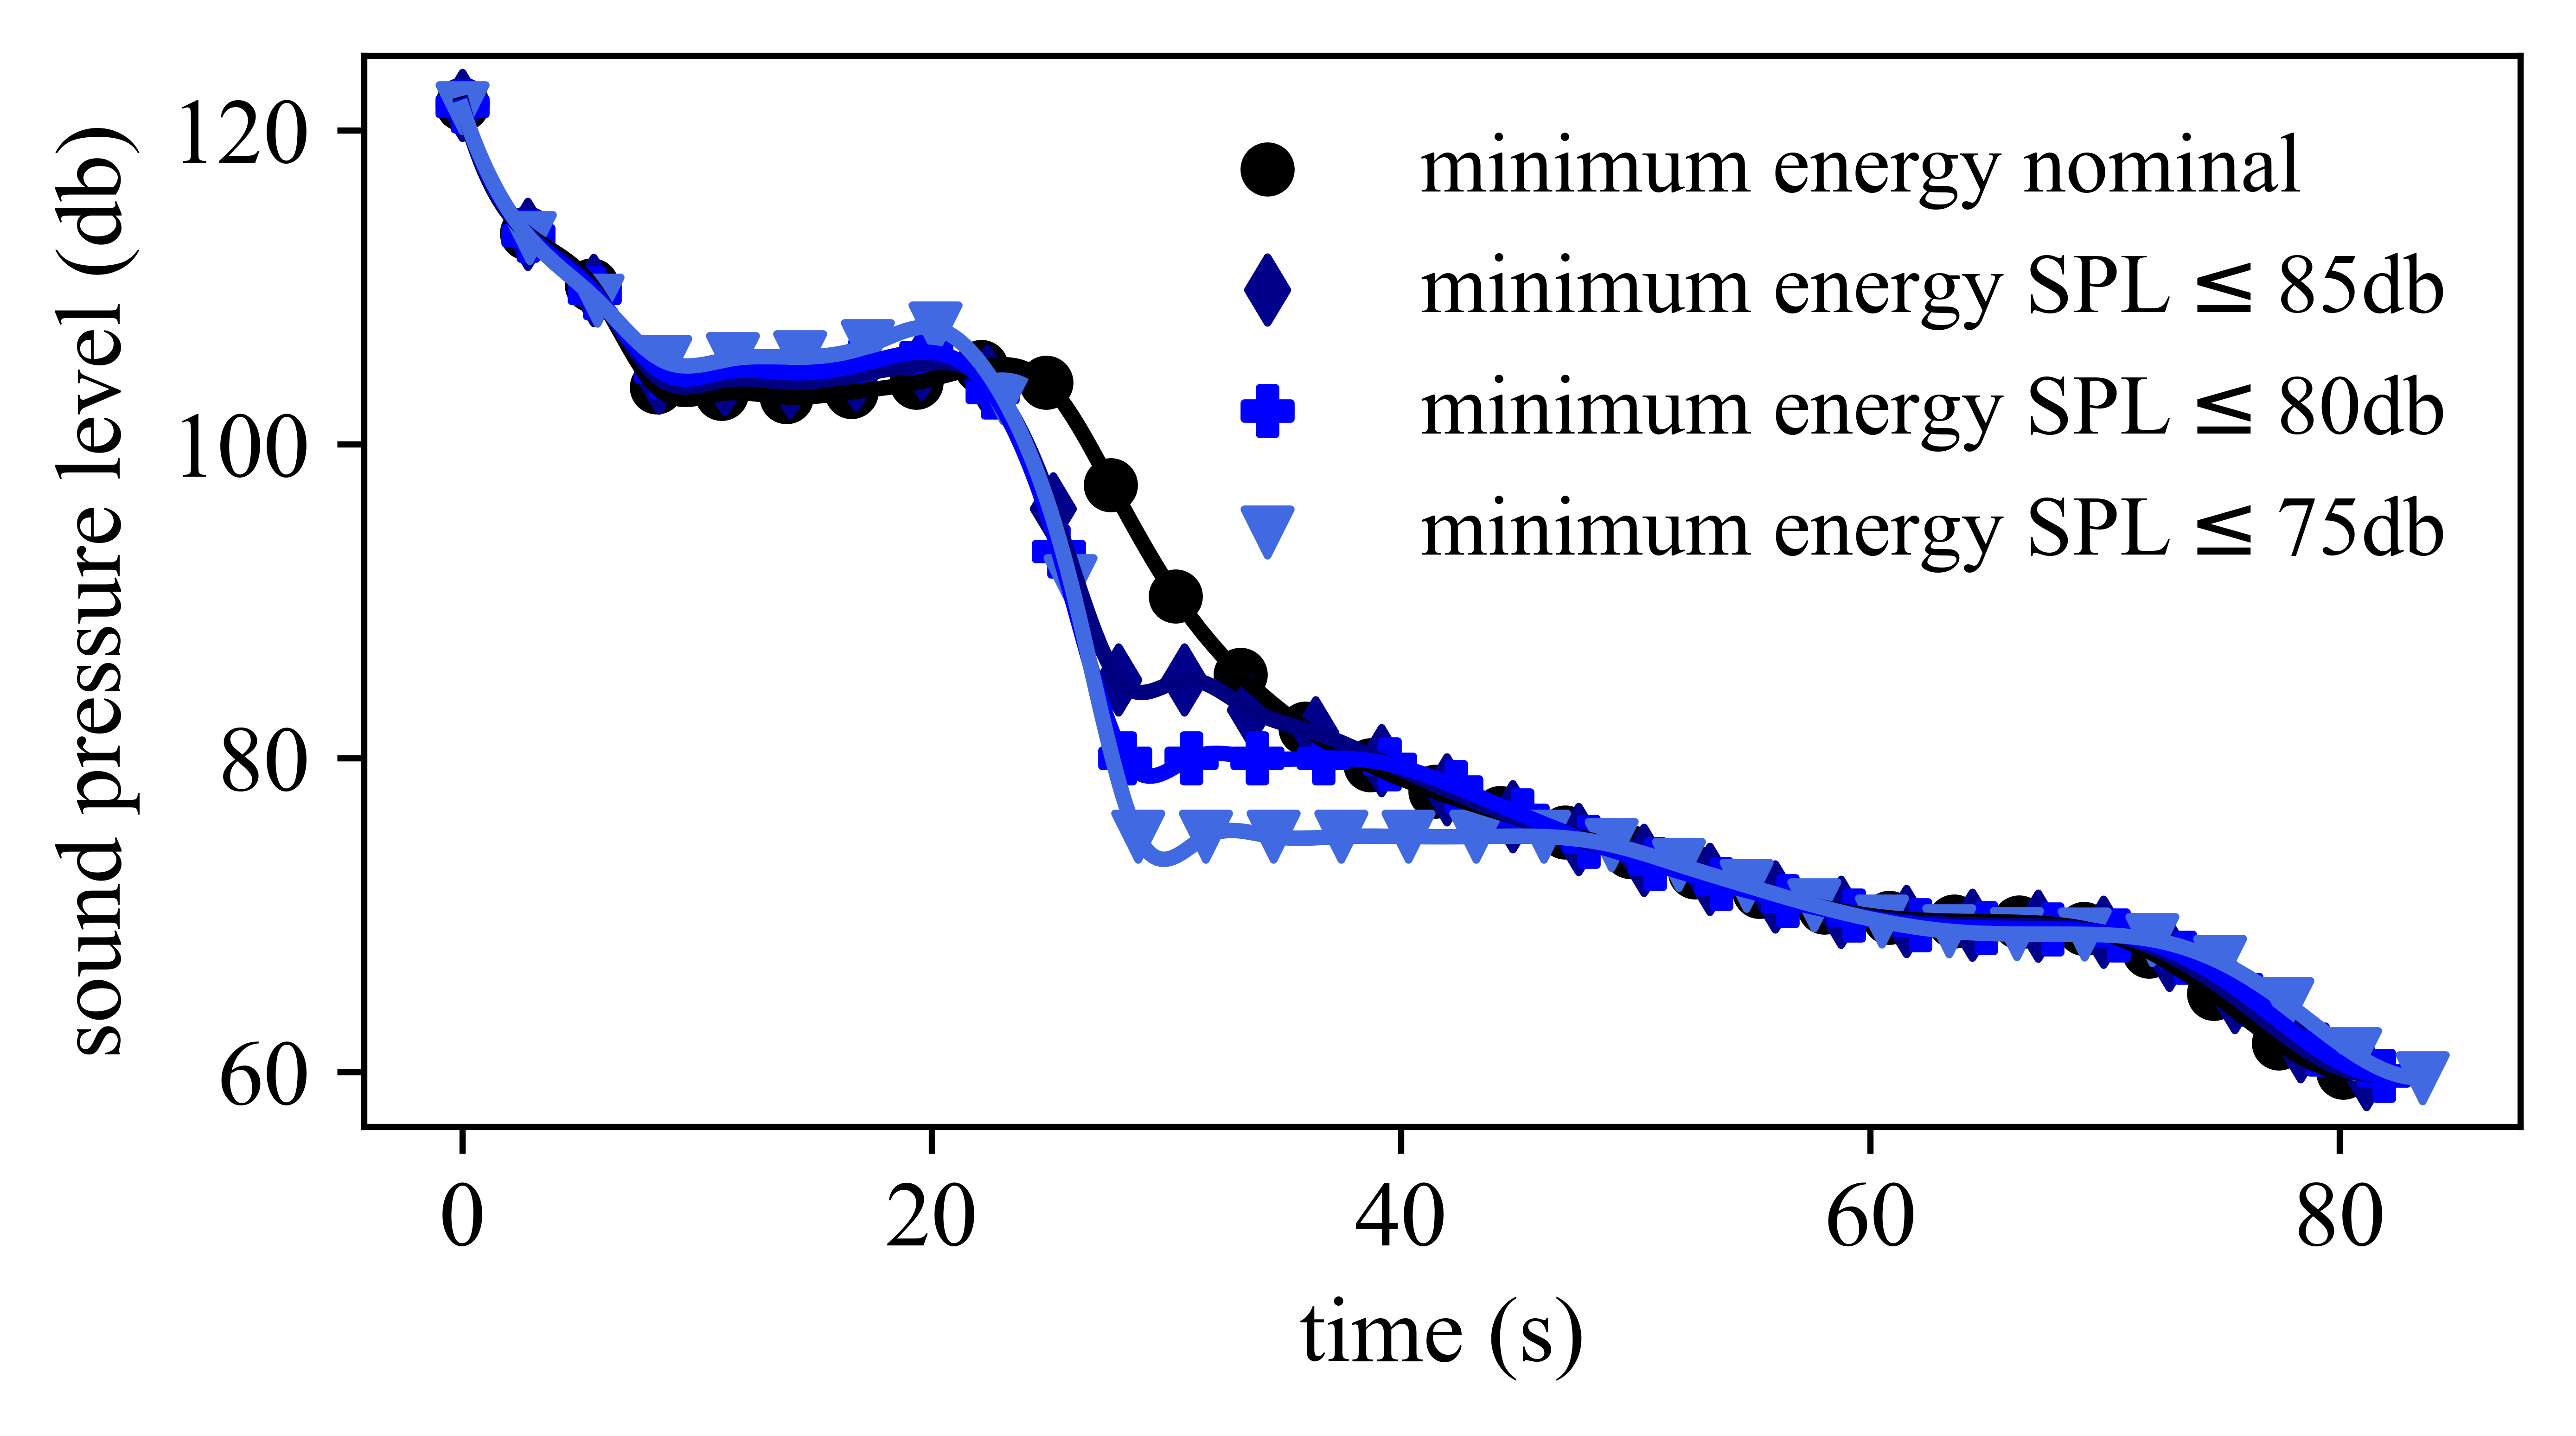 sound pressure level (db)
120
100
80
60
minimum energy nominal
minimum energy SPL ≤ 85db
minimum energy SPL ≤ 80db
minimum energy SPL ≤ 75db
0 20 40 60 80
time (s)